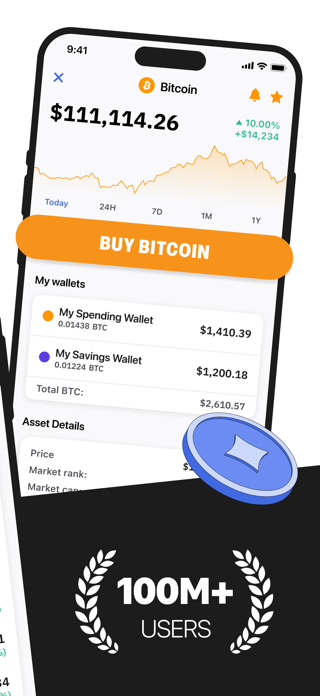 9:41
Bitcoin
$111,114.26
▲ 10.00%
+$14,234
Today 24H 7D 1M 1Y
BUY BITCOIN
My wallets
My Spending Wallet
0.01438 BTC
$1,410.39
My Savings Wallet
0.01224 BTC
$1,200.18
Total BTC: $2,610.57
Asset Details
Price
Market rank:
100M+
USERS